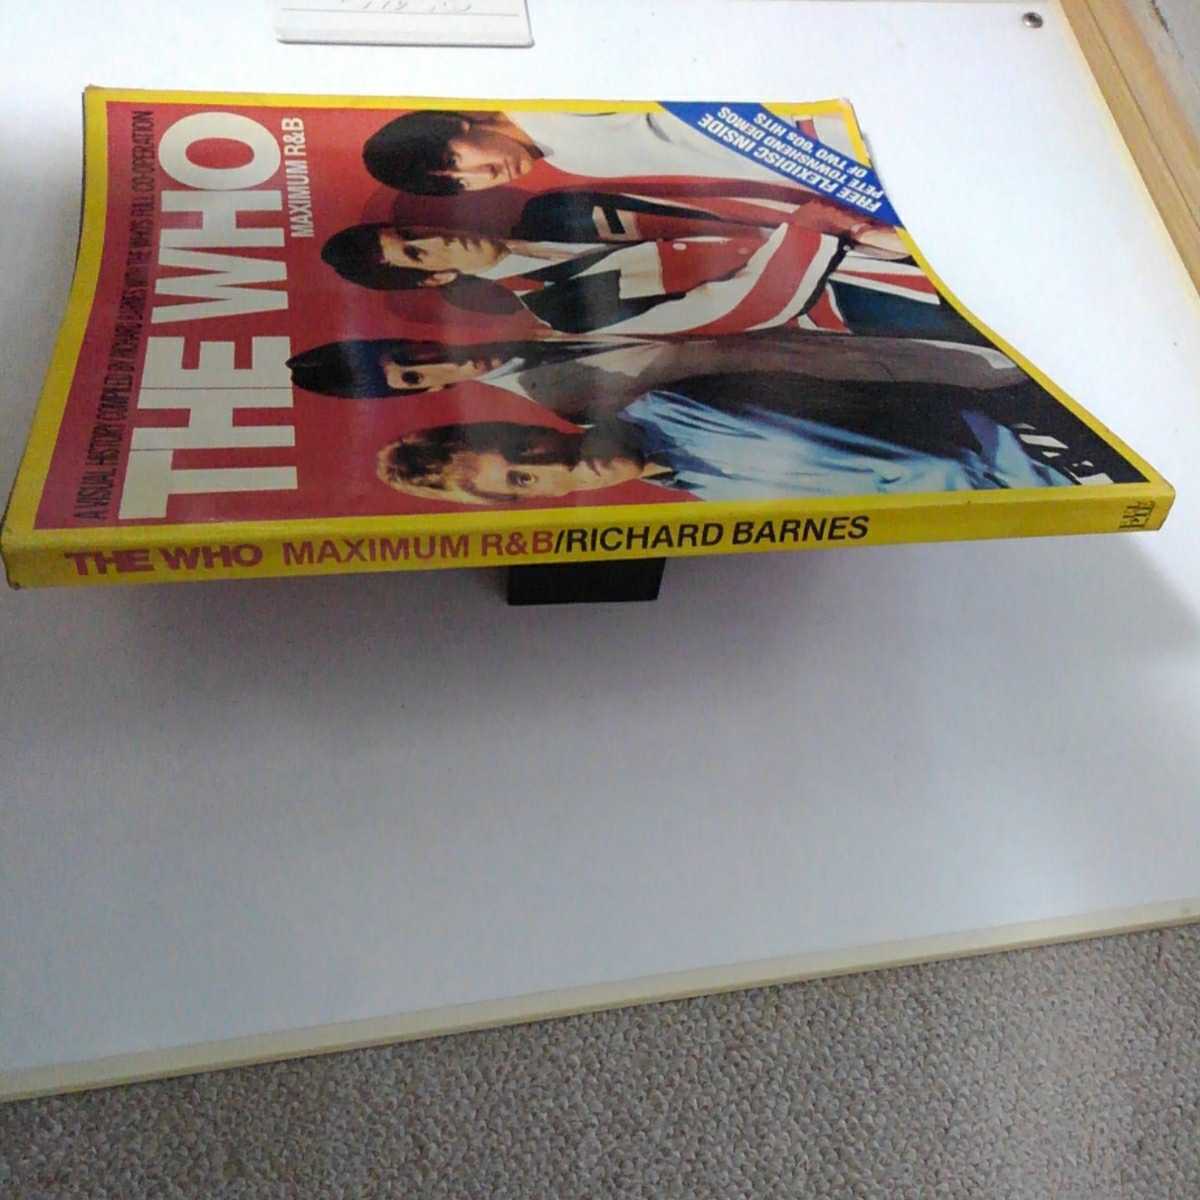 A VISUAL HISTORY COMPILED BY RICHARD BARNES WITH THE WHO'S FULL CO-OPERATION
THE WHO
MAXIMUM R&B
FREE FLEXIDISC INSIDE
PETE TOWNSHEND DEMOS
OF TWO '60s HITS
THE WHO MAXIMUM R&B/RICHARD BARNES